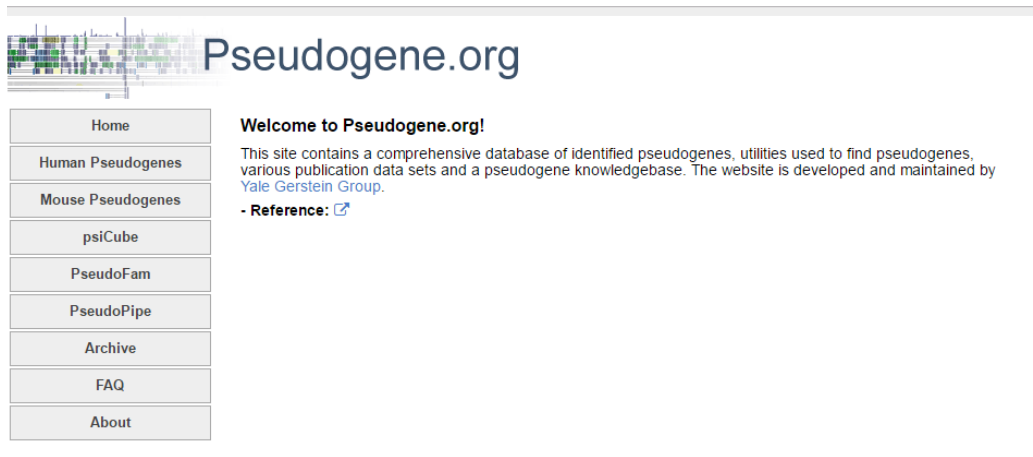 Pseudogene.org
Home
Human Pseudogenes
Mouse Pseudogenes
psiCube
PseudoFam
PseudoPipe
Archive
FAQ
About
Welcome to Pseudogene.org!
This site contains a comprehensive database of identified pseudogenes, utilities used to find pseudogenes,
various publication data sets and a pseudogene knowledgebase. The website is developed and maintained by
Yale Gerstein Group.
- Reference: